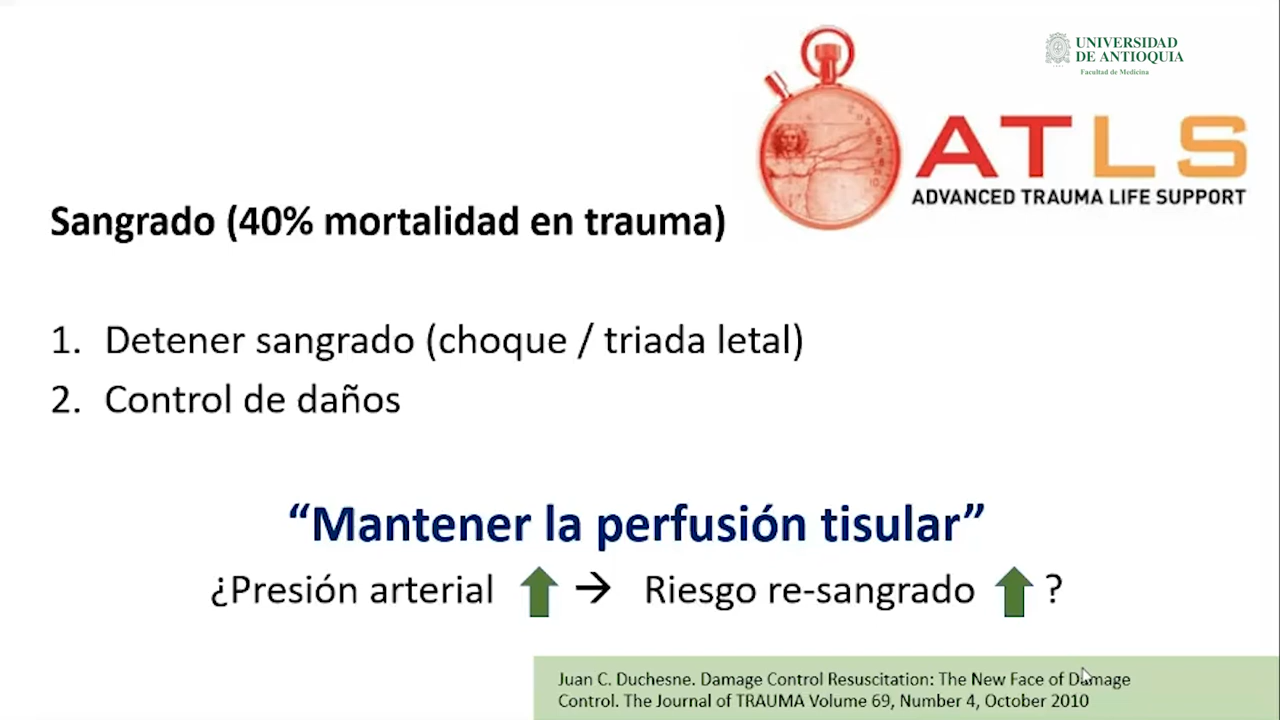 UNIVERSIDAD
DE ANTIOQUIA
Facultad de Medicina
ATLS
ADVANCED TRAUMA LIFE SUPPORT
Sangrado (40% mortalidad en trauma)
1. Detener sangrado (choque / triada letal)
2. Control de daños
“Mantener la perfusión tisular”
¿Presión arterial ⬆ → Riesgo re-sangrado ⬆ ?
Juan C. Duchesne. Damage Control Resuscitation: The New Face of Damage
Control. The Journal of TRAUMA Volume 69, Number 4, October 2010